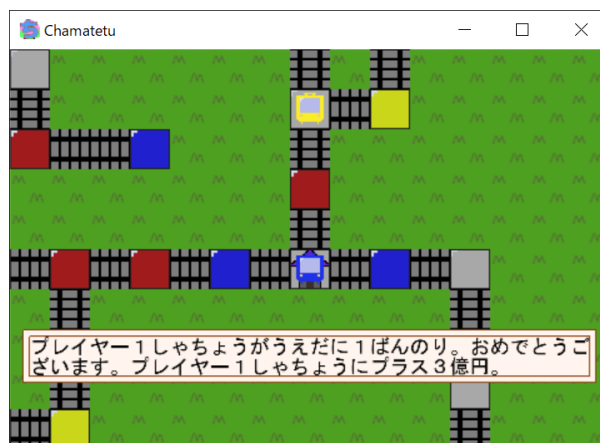 Chamatetu
プレイヤー１しゃちょうがうえだに１ばんのり。おめでとうご
ざいます。プレイヤー１しゃちょうにプラス３億円。